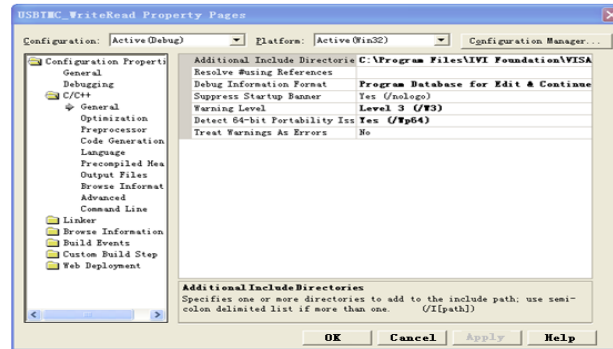 USBTMC_WriteRead Property Pages
Configuration: Active(Debug) Platform: Active(Win32) Configuration Manager...
Configuration Properti
General
Debugging
C/C++
General
Optimization
Preprocessor
Code Generation
Language
Precompiled Hea
Output Files
Browse Informat
Advanced
Command Line
Linker
Browse Information
Build Events
Custom Build Step
Web Deployment
Additional Include Directorie C:\Program Files\IVI Foundation\VISA
Resolve #using References
Debug Information Format Program Database for Edit & Continue
Suppress Startup Banner Yes (/nologo)
Warning Level Level 3 (/W3)
Detect 64-bit Portability Iss Yes (/Wp64)
Treat Warnings As Errors No
Additional Include Directories
Specifies one or more directories to add to the include path; use semi-
colon delimited list if more than one. (/I[path])
OK Cancel Apply Help